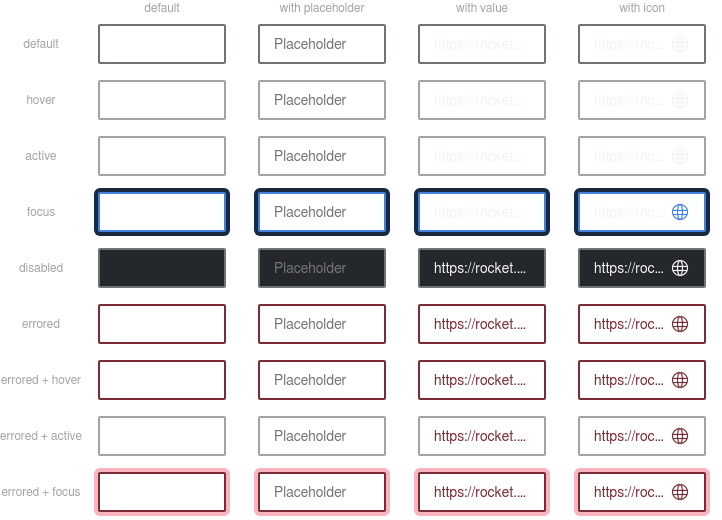 default with placeholder with value with icon
default Placeholder https://rocket.... https://roc...
hover Placeholder https://rocket.... https://roc...
active Placeholder https://rocket.... https://roc...
focus Placeholder https://rocket.... https://roc...
disabled Placeholder https://rocket.... https://roc...
errored Placeholder https://rocket.... https://roc...
errored + hover Placeholder https://rocket.... https://roc...
errored + active Placeholder https://rocket.... https://roc...
errored + focus Placeholder https://rocket.... https://roc...